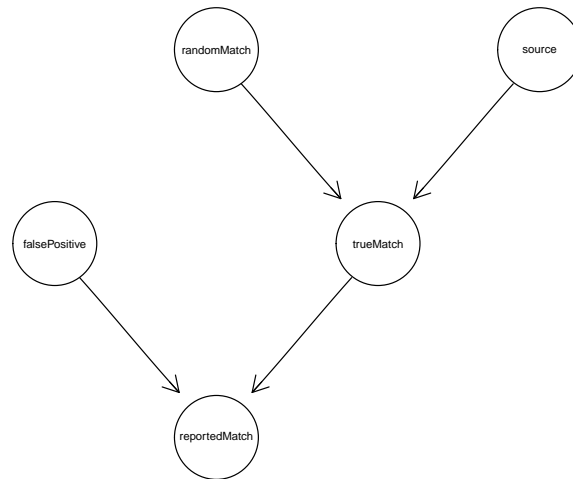 randomMatch
source
falsePositive
trueMatch
reportedMatch